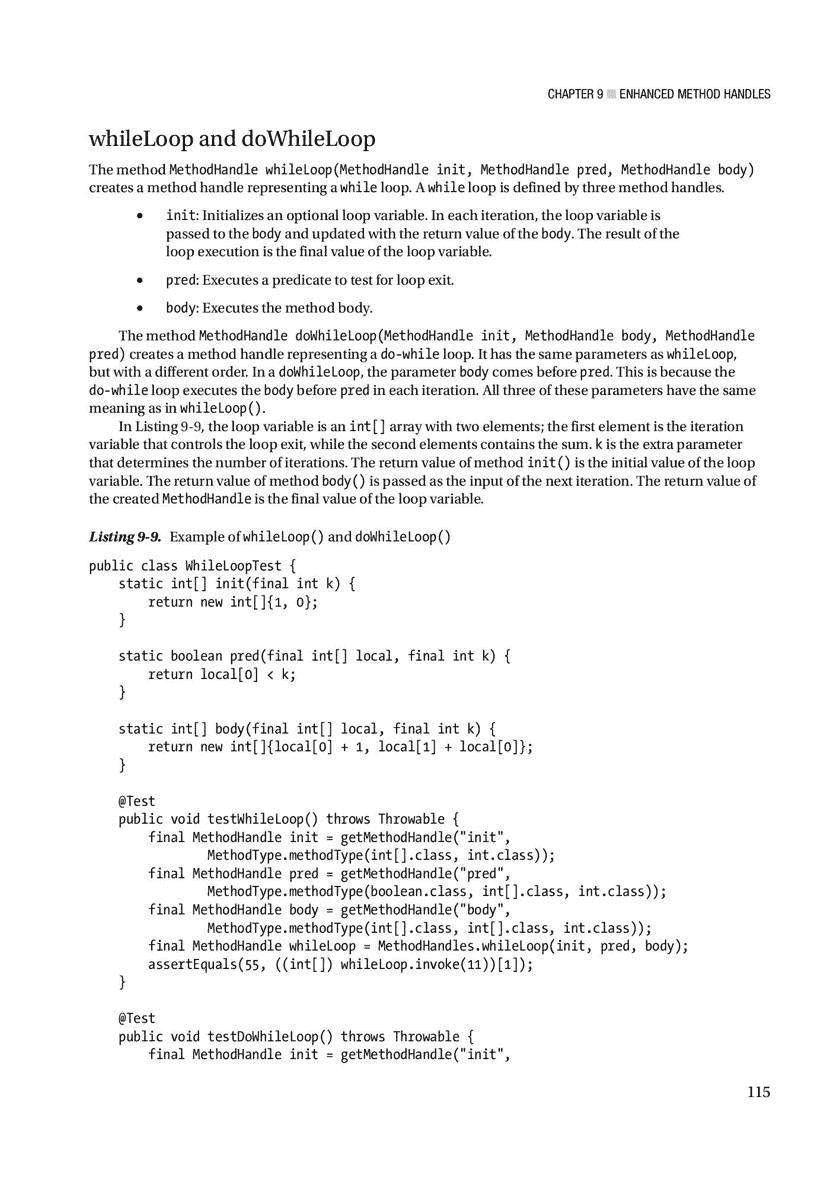 CHAPTER 9 ■ ENHANCED METHOD HANDLES
whileLoop and doWhileLoop
The method MethodHandle whileLoop(MethodHandle init, MethodHandle pred, MethodHandle body)
creates a method handle representing a while loop. A while loop is defined by three method handles.
• init: Initializes an optional loop variable. In each iteration, the loop variable is
passed to the body and updated with the return value of the body. The result of the
loop execution is the final value of the loop variable.
• pred: Executes a predicate to test for loop exit.
• body: Executes the method body.
The method MethodHandle doWhileLoop(MethodHandle init, MethodHandle body, MethodHandle
pred) creates a method handle representing a do-while loop. It has the same parameters as whileLoop,
but with a different order. In a doWhileLoop, the parameter body comes before pred. This is because the
do-while loop executes the body before pred in each iteration. All three of these parameters have the same
meaning as in whileLoop().
In Listing 9-9, the loop variable is an int[] array with two elements; the first element is the iteration
variable that controls the loop exit, while the second elements contains the sum. k is the extra parameter
that determines the number of iterations. The return value of method init() is the initial value of the loop
variable. The return value of method body() is passed as the input of the next iteration. The return value of
the created MethodHandle is the final value of the loop variable.
Listing 9-9. Example of whileLoop() and doWhileLoop()
public class WhileLoopTest {
    static int[] init(final int k) {
        return new int[]{1, 0};
    }
    static boolean pred(final int[] local, final int k) {
        return local[0] < k;
    }
    static int[] body(final int[] local, final int k) {
        return new int[]{local[0] + 1, local[1] + local[0]};
    }
    @Test
    public void testWhileLoop() throws Throwable {
        final MethodHandle init = getMethodHandle("init",
                MethodType.methodType(int[].class, int.class));
        final MethodHandle pred = getMethodHandle("pred",
                MethodType.methodType(boolean.class, int[].class, int.class));
        final MethodHandle body = getMethodHandle("body",
                MethodType.methodType(int[].class, int[].class, int.class));
        final MethodHandle whileLoop = MethodHandles.whileLoop(init, pred, body);
        assertEquals(55, ((int[]) whileLoop.invoke(11))[1]);
    }
    @Test
    public void testDoWhileLoop() throws Throwable {
        final MethodHandle init = getMethodHandle("init",
115